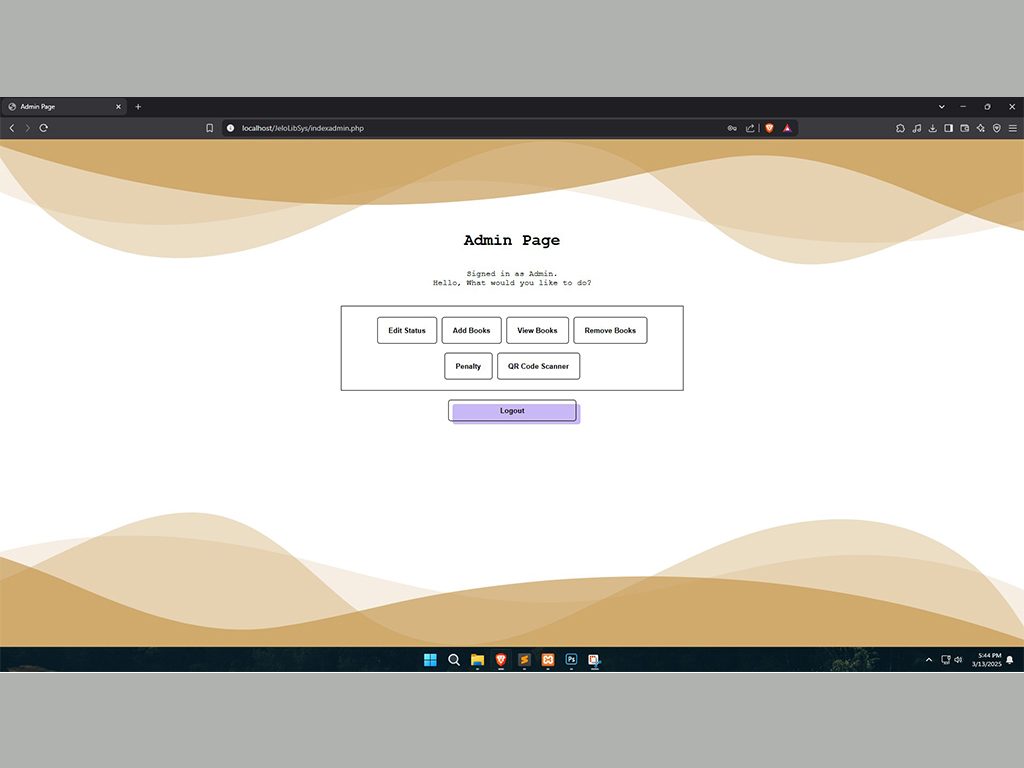 Admin Page
localhost/JeloLibSys/indexadmin.php
Admin Page
Signed in as Admin.
Hello, What would you like to do?
Edit Status
Add Books
View Books
Remove Books
Penalty
QR Code Scanner
Logout
Ps
5:44 PM
3/13/2025